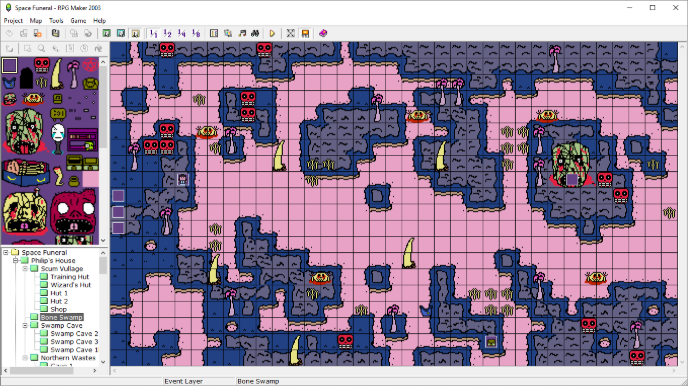 Space Funeral - RPG Maker 2003
Project Map Tools Game Help
Space Funeral
Philip's House
Scum Vullage
Training Hut
Wizard's Hut
Hut 1
Hut 2
Shop
Bone Swamp
Swamp Cave
Swamp Cave 2
Swamp Cave 3
Swamp Cave 1
Northern Wastes
Event Layer Bone Swamp